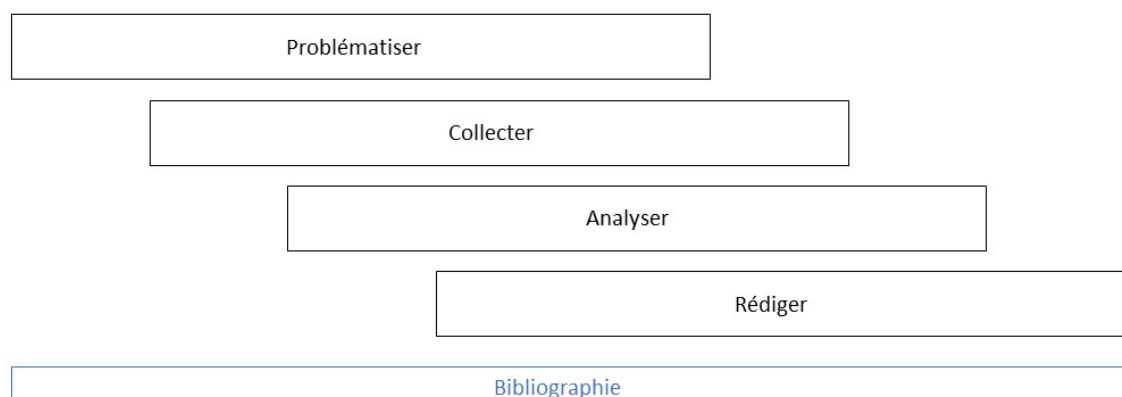 Problématiser
Collecter
Analyser
Rédiger
Bibliographie